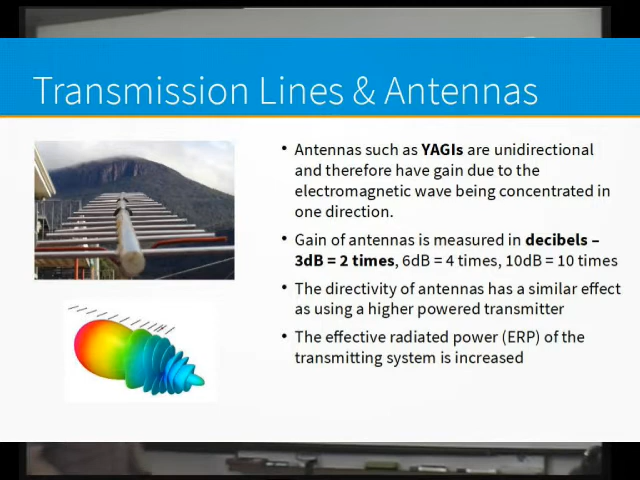 Transmission Lines & Antennas
• Antennas such as YAGIs are unidirectional
and therefore have gain due to the
electromagnetic wave being concentrated in
one direction.
• Gain of antennas is measured in decibels –
3dB = 2 times, 6dB = 4 times, 10dB = 10 times
• The directivity of antennas has a similar effect
as using a higher powered transmitter
• The effective radiated power (ERP) of the
transmitting system is increased